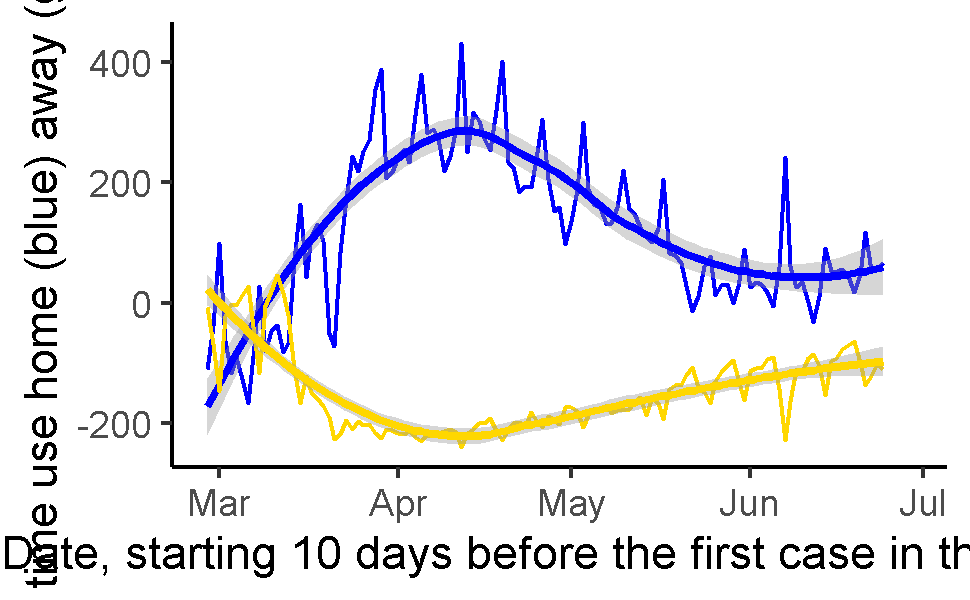 time use home (blue) away (
400
200
0
-200
Mar Apr May Jun Jul
Date, starting 10 days before the first case in th